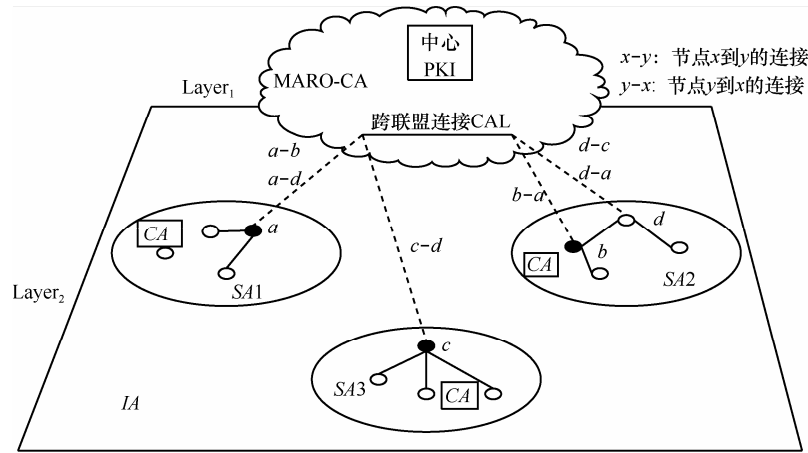 中心
PKI
MARO-CA
x-y：节点x到y的连接
y-x：节点y到x的连接
Layer₁
跨联盟连接CAL
a-b
a-d
d-c
d-a
b-a
c-d
CA
a
SA1
d
b
CA
SA2
Layer₂
c
SA3
CA
IA